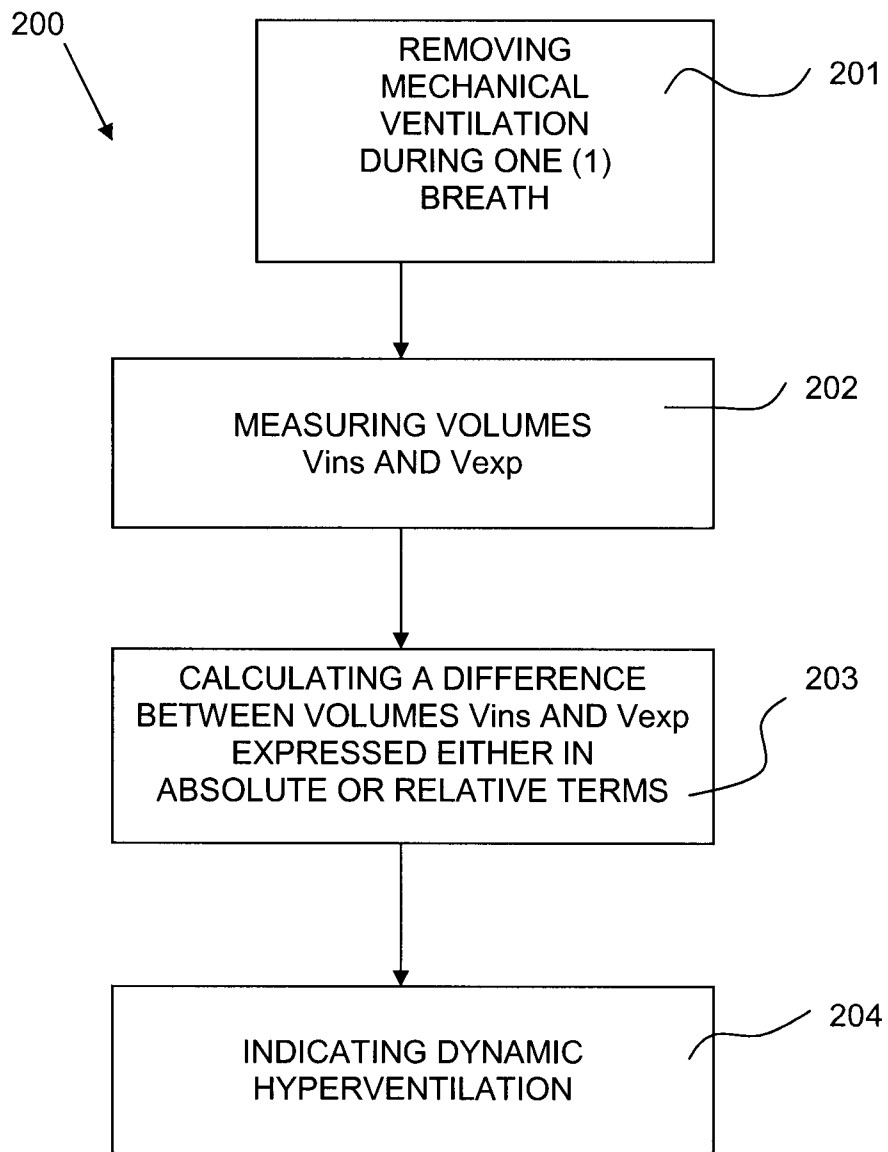 200
REMOVING
MECHANICAL
VENTILATION
DURING ONE (1)
BREATH
201
MEASURING VOLUMES
Vins AND Vexp
202
CALCULATING A DIFFERENCE
BETWEEN VOLUMES Vins AND Vexp
EXPRESSED EITHER IN
ABSOLUTE OR RELATIVE TERMS
203
INDICATING DYNAMIC
HYPERVENTILATION
204